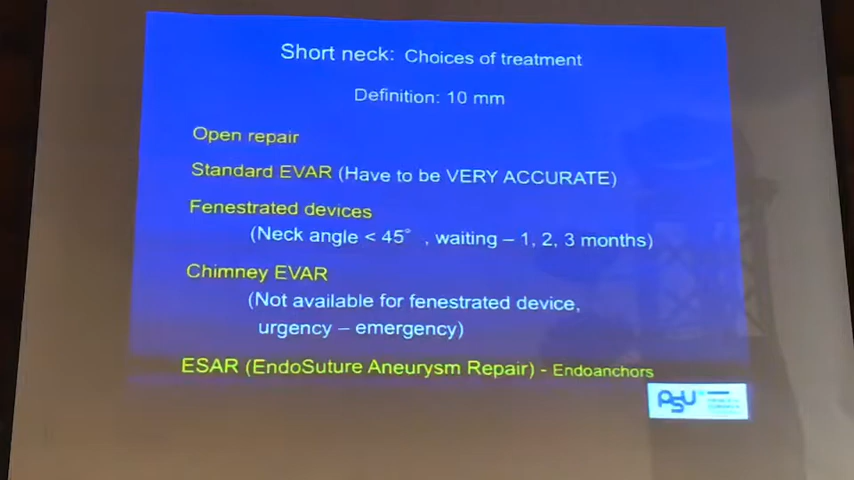 Short neck: Choices of treatment
Definition: 10 mm
Open repair
Standard EVAR (Have to be VERY ACCURATE)
Fenestrated devices
(Neck angle < 45° , waiting – 1, 2, 3 months)
Chimney EVAR
(Not available for fenestrated device,
urgency – emergency)
ESAR (EndoSuture Aneurysm Repair) - Endoanchors
PSU